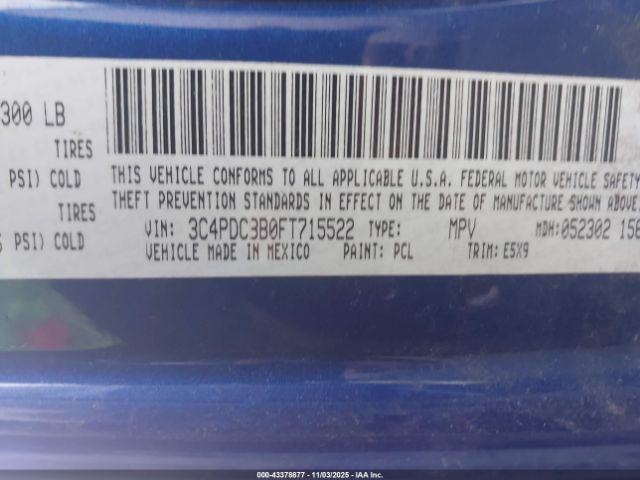 300 LB
TIRES
PSI) COLD
TIRES
PSI) COLD
THIS VEHICLE CONFORMS TO ALL APPLICABLE U.S.A. FEDERAL MOTOR VEHICLE SAFETY
THEFT PREVENTION STANDARDS IN EFFECT ON THE DATE OF MANUFACTURE SHOWN ABOVE:
VIN: 3C4PDC3B0FT715522 TYPE: MPV MDH:052302
VEHICLE MADE IN MEXICO PAINT: PCL TRIM: E5X9
000-43378877 - 11/03/2025 - IAA Inc.